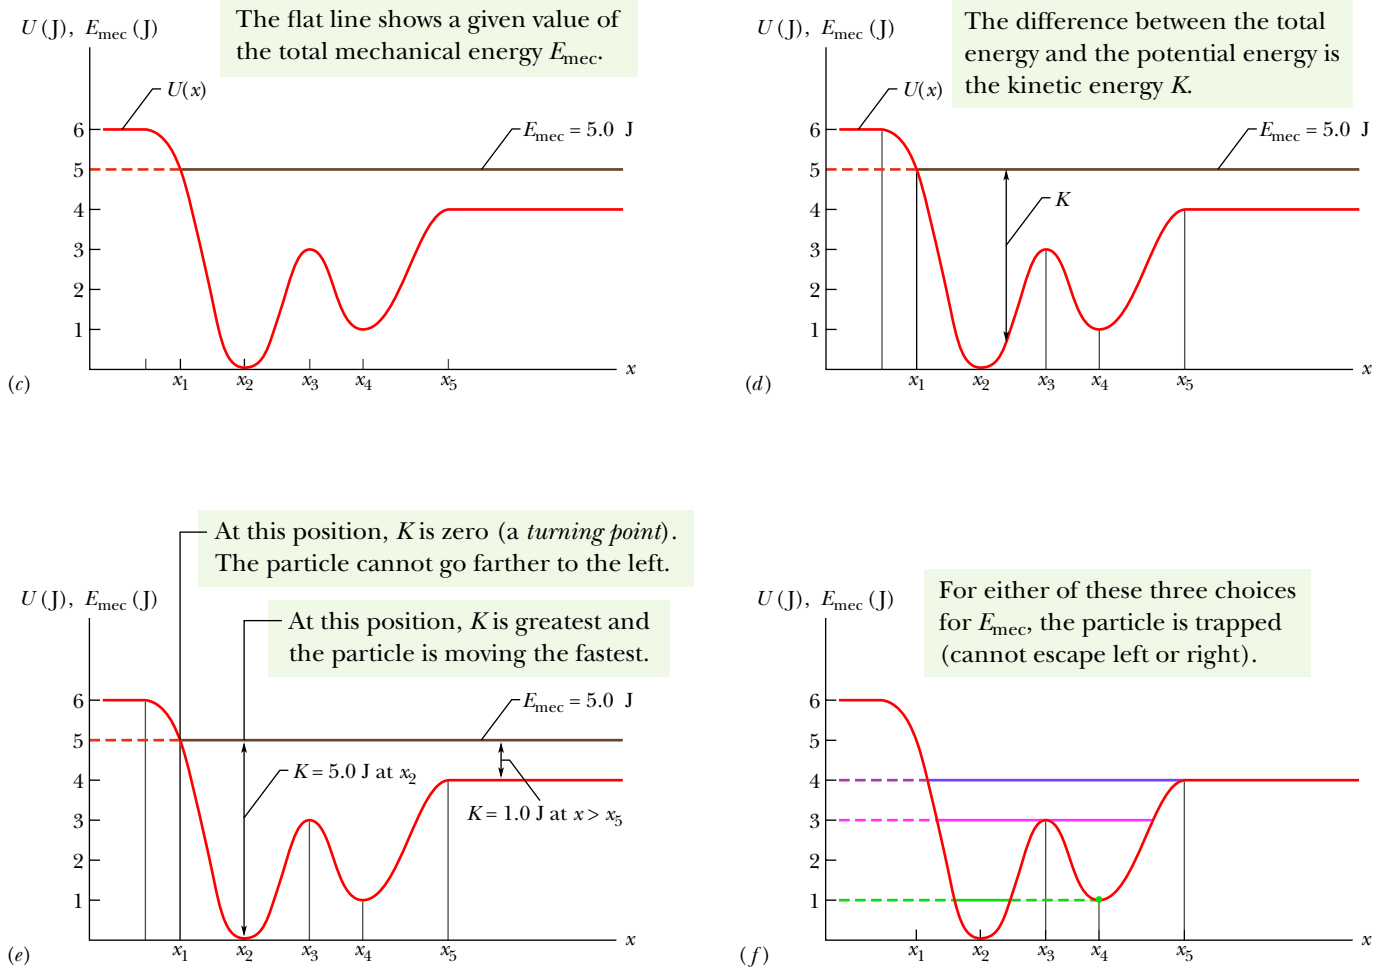 U (J), Emec (J)
The flat line shows a given value of
the total mechanical energy Emec.
U(x)
Emec = 5.0 J
6
5
4
3
2
1
x1 x2 x3 x4 x5 x
(c)
U (J), Emec (J)
The difference between the total
energy and the potential energy is
the kinetic energy K.
U(x)
Emec = 5.0 J
K
6
5
4
3
2
1
x1 x2 x3 x4 x5 x
(d)
At this position, K is zero (a turning point).
The particle cannot go farther to the left.
U (J), Emec (J)
At this position, K is greatest and
the particle is moving the fastest.
Emec = 5.0 J
K = 5.0 J at x2
K = 1.0 J at x > x5
6
5
4
3
2
1
x1 x2 x3 x4 x5 x
(e)
U (J), Emec (J)
For either of these three choices
for Emec, the particle is trapped
(cannot escape left or right).
6
5
4
3
2
1
x1 x2 x3 x4 x5 x
(f)